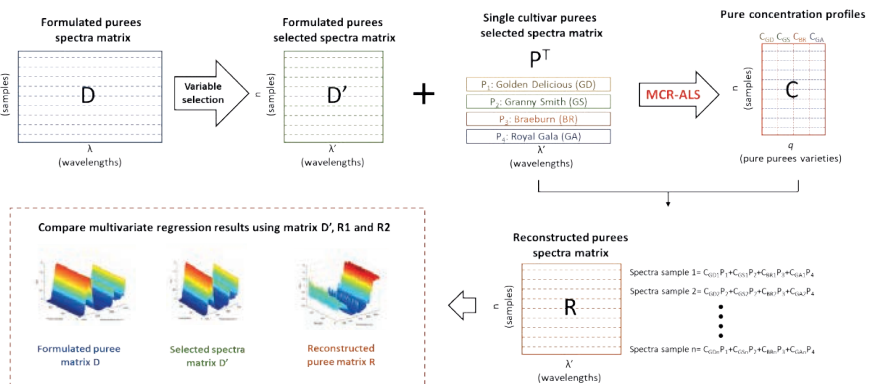 Formulated purees
spectra matrix
(samples)
D
λ
(wavelengths)
Variable
selection
Formulated purees
selected spectra matrix
n
(samples)
D’
λ’
(wavelengths)
+
Single cultivar purees
selected spectra matrix
Pᵀ
P₁: Golden Delicious (GD)
P₂: Granny Smith (GS)
P₃: Braeburn (BR)
P₄: Royal Gala (GA)
λ’
(wavelengths)
MCR-ALS
Pure concentration profiles
C_GD C_GS C_BR C_GA
n
(samples)
C
q
(pure purees varieties)
Compare multivariate regression results using matrix D’, R1 and R2
Formulated puree
matrix D
Selected spectra
matrix D’
Reconstructed
puree matrix R
Reconstructed purees
spectra matrix
n
(samples)
R
λ’
(wavelengths)
Spectra sample 1= C_GD1P₁+C_GS1P₂+C_BR1P₃+C_GA1P₄
Spectra sample 2= C_GD2P₁+C_GS2P₂+C_BR2P₃+C_GA2P₄
Spectra sample n= C_GDnP₁+C_GSnP₂+C_BRnP₃+C_GAnP₄